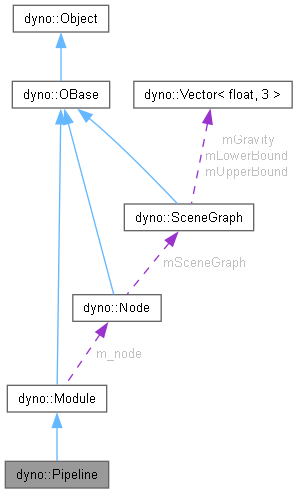 dyno::Object
dyno::OBase
dyno::Vector< float, 3 >
mGravity
mLowerBound
mUpperBound
dyno::SceneGraph
mSceneGraph
dyno::Node
m_node
dyno::Module
dyno::Pipeline